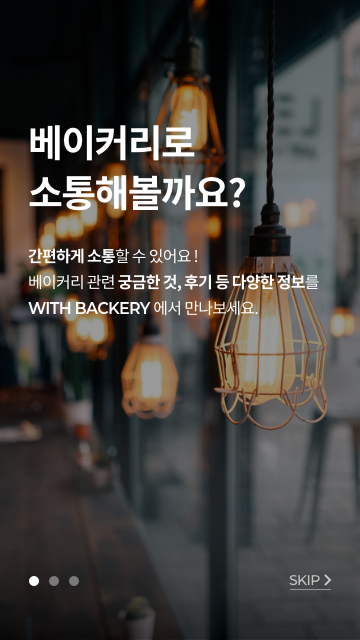 베이커리로
소통해볼까요?
간편하게 소통할 수 있어요 !
베이커리 관련 궁금한 것, 후기 등 다양한 정보를
WITH BACKERY 에서 만나보세요.
SKIP